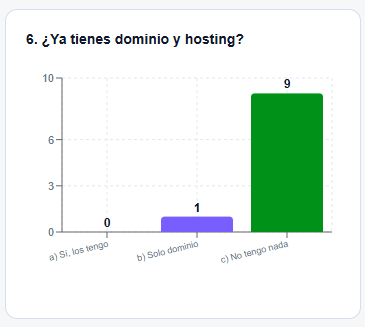 6. ¿Ya tienes dominio y hosting?
10
9
6
3
1
0
0
a) Sí, los tengo
b) Solo dominio
c) No tengo nada